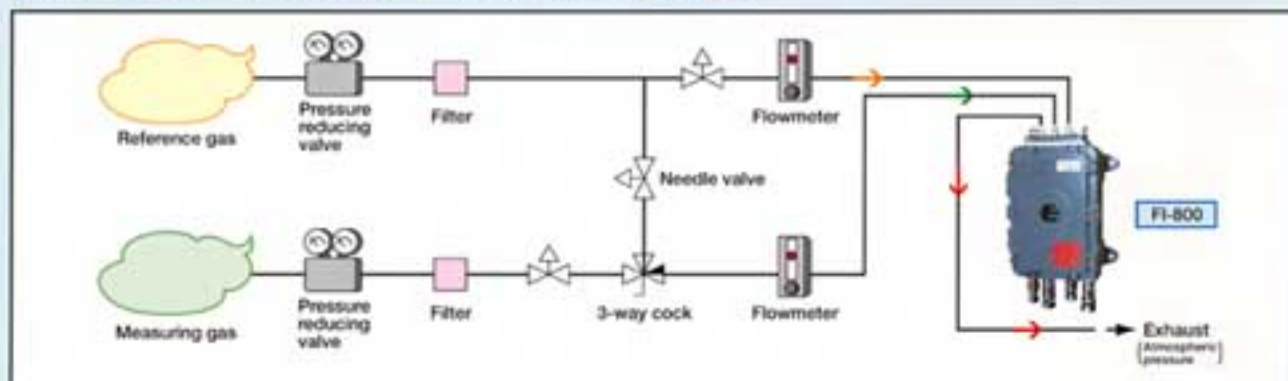 Reference gas
Pressure
reducing
valve
Filter
Flowmeter
Needle valve
FI-800
Measuring gas
Pressure
reducing
valve
Filter
3-way cock
Flowmeter
Exhaust
(Atmospheric
pressure)